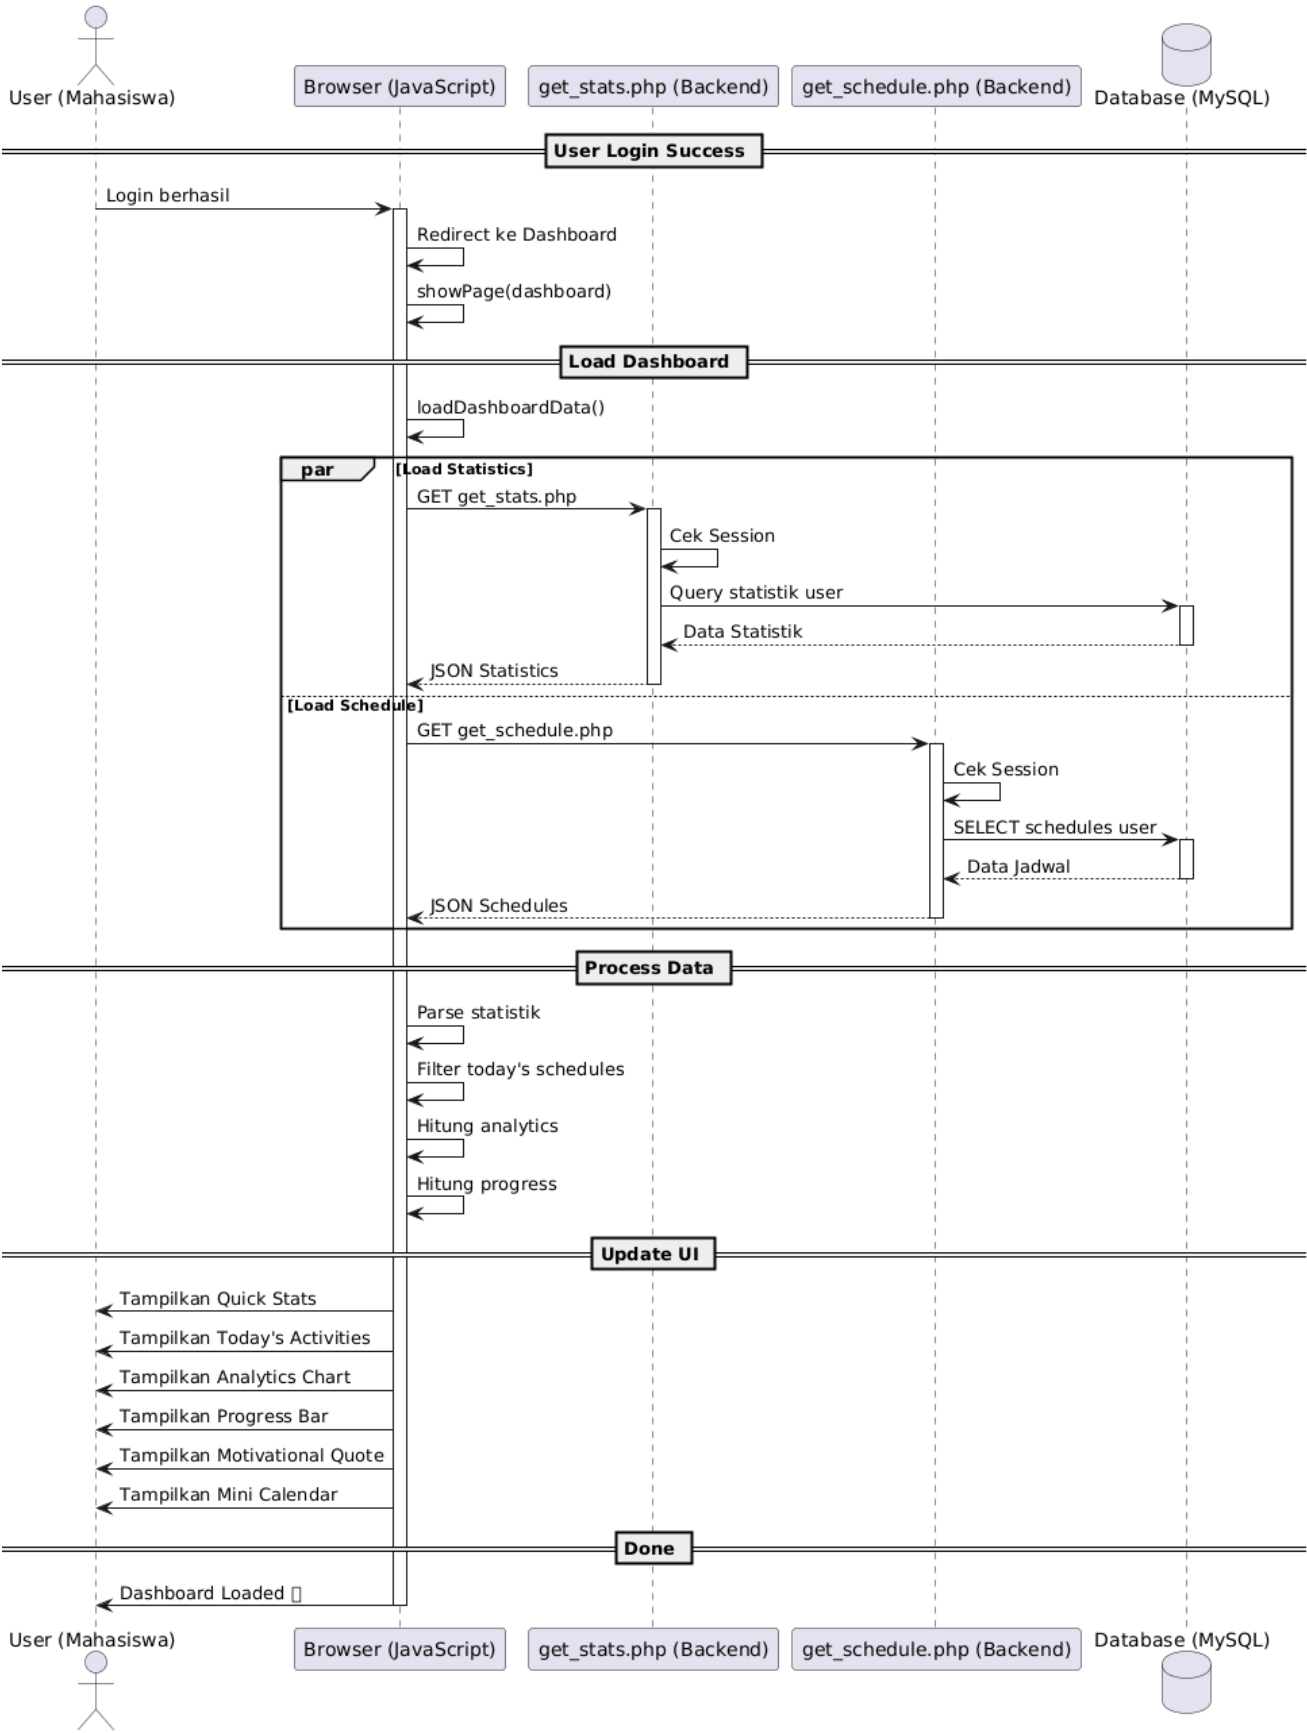 User (Mahasiswa)
Browser (JavaScript)
get_stats.php (Backend)
get_schedule.php (Backend)
Database (MySQL)
User Login Success
Login berhasil
Redirect ke Dashboard
showPage(dashboard)
Load Dashboard
loadDashboardData()
par
[Load Statistics]
GET get_stats.php
Cek Session
Query statistik user
Data Statistik
JSON Statistics
[Load Schedule]
GET get_schedule.php
Cek Session
SELECT schedules user
Data Jadwal
JSON Schedules
Process Data
Parse statistik
Filter today's schedules
Hitung analytics
Hitung progress
Update UI
Tampilkan Quick Stats
Tampilkan Today's Activities
Tampilkan Analytics Chart
Tampilkan Progress Bar
Tampilkan Motivational Quote
Tampilkan Mini Calendar
Done
Dashboard Loaded
User (Mahasiswa)
Browser (JavaScript)
get_stats.php (Backend)
get_schedule.php (Backend)
Database (MySQL)